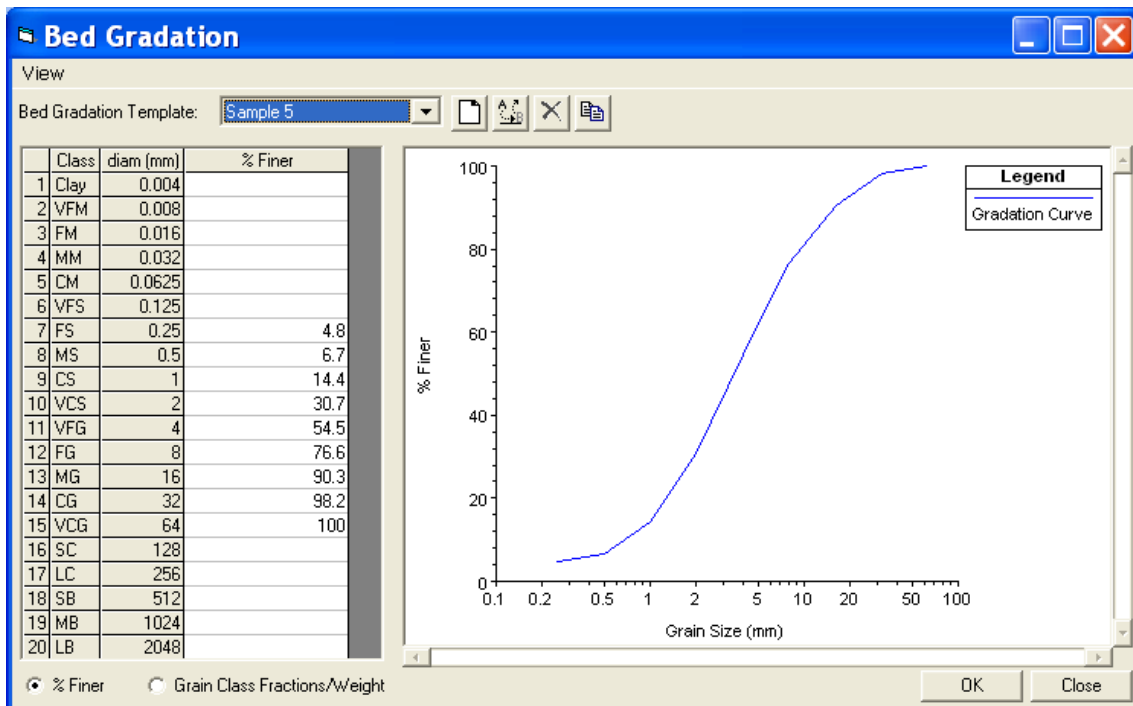 Bed Gradation
View
Bed Gradation Template: Sample 5
Class diam (mm) % Finer
1 Clay 0.004
2 VFM 0.008
3 FM 0.016
4 MM 0.032
5 CM 0.0625
6 VFS 0.125
7 FS 0.25 4.8
8 MS 0.5 6.7
9 CS 1 14.4
10 VCS 2 30.7
11 VFG 4 54.5
12 FG 8 76.6
13 MG 16 90.3
14 CG 32 98.2
15 VCG 64 100
16 SC 128
17 LC 256
18 SB 512
19 MB 1024
20 LB 2048
% Finer
100
80
60
40
20
0
0.1 0.2 0.5 1 2 5 10 20 50 100
Grain Size (mm)
Legend
Gradation Curve
% Finer Grain Class Fractions/Weight
OK Close